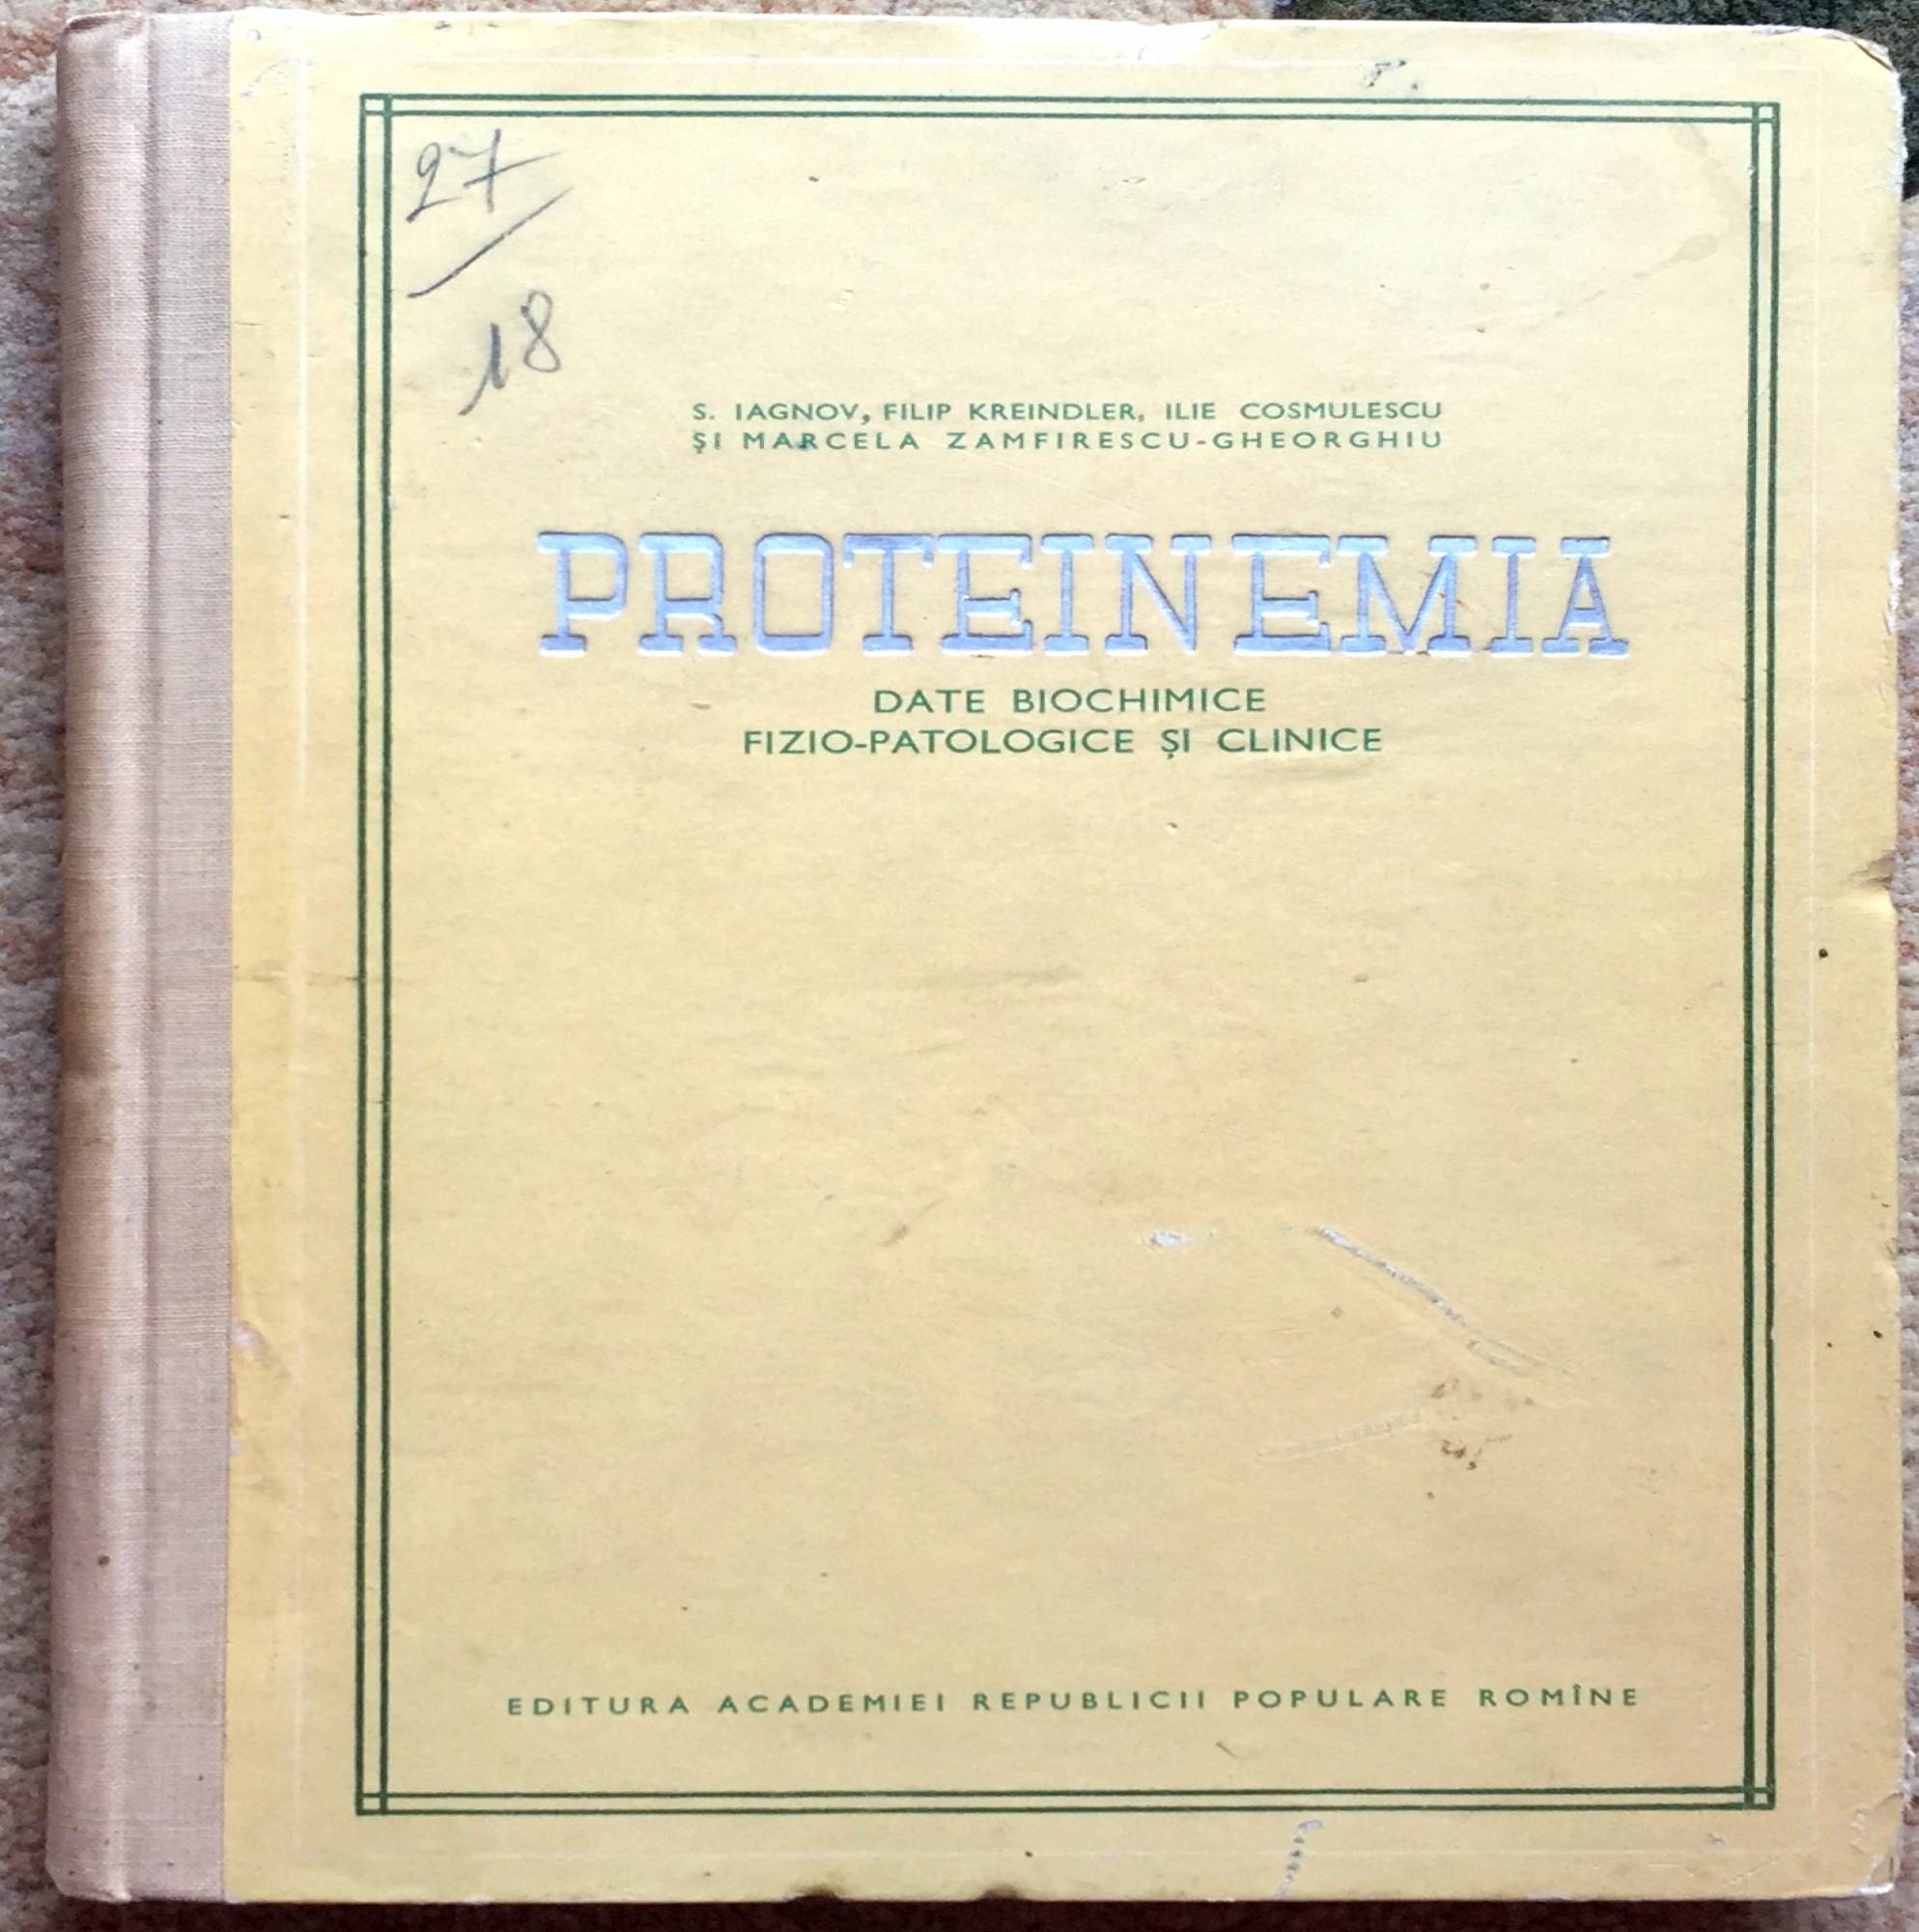 27
18
S. IAGNOV, FILIP KREINDLER, ILIE COSMULESCU
ŞI MARCELA ZAMFIRESCU-GHEORGHIU
PROTEINEMIA
DATE BIOCHIMICE
FIZIO-PATOLOGICE ŞI CLINICE
EDITURA ACADEMIEI REPUBLICII POPULARE ROMÎNE